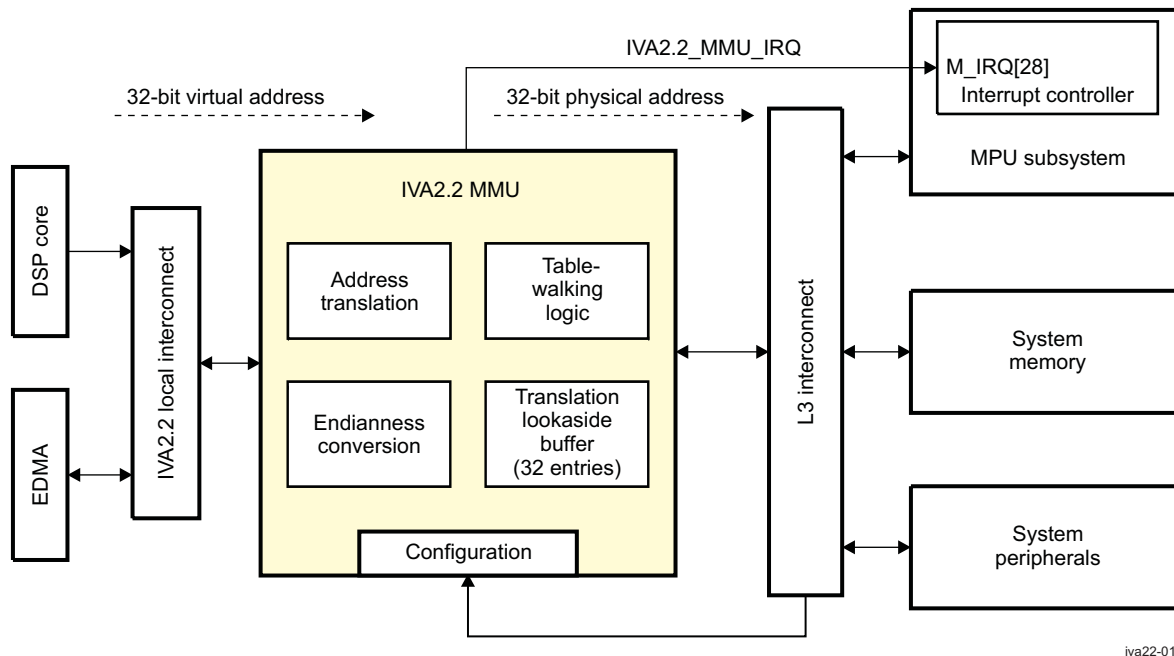 IVA2.2_MMU_IRQ
M_IRQ[28]
Interrupt controller
MPU subsystem
32-bit virtual address
32-bit physical address
DSP core
EDMA
IVA2.2 local interconnect
IVA2.2 MMU
Address
translation
Table-
walking
logic
Endianness
conversion
Translation
lookaside
buffer
(32 entries)
Configuration
L3 interconnect
System
memory
System
peripherals